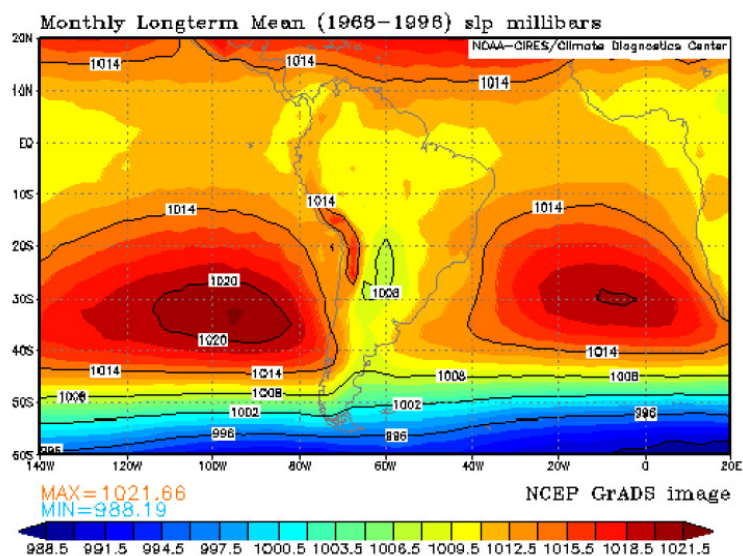 Monthly Longterm Mean (1968-1996) slp millibars
20N
NOAA-CIRES/Climate Diagnostics Center
1014 1014 1014
10N
EQ
10S
1014 1014 1014
20S
1020 1008
30S
1020
40S
1014 1014
1008 1008 1008 1008
50S
1002 1002 996
996 996
60S
140W 120W 100W 80W 60W 40W 20W 0 20E
MAX=1021.66
MIN=988.19
NCEP GrADS image
988.5 991.5 994.5 997.5 1000.5 1003.5 1006.5 1009.5 1012.5 1015.5 1018.5 1021.5